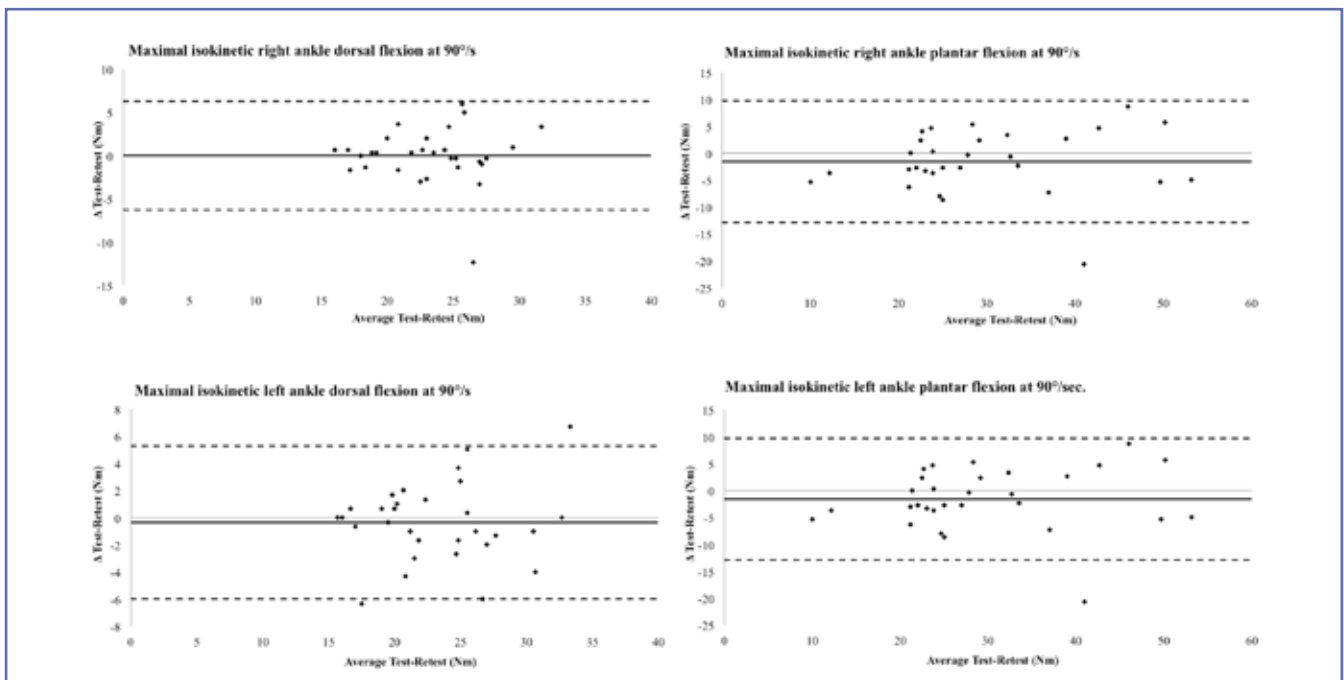 Maximal isokinetic right ankle dorsal flexion at 90°/s
Δ Test-Retest (Nm)
10
5
0
-5
-10
-15
0 5 10 15 20 25 30 35 40
Average Test-Retest (Nm)
Maximal isokinetic right ankle plantar flexion at 90°/s
Δ Test-Retest (Nm)
15
10
5
0
-5
-10
-15
-20
-25
0 10 20 30 40 50 60
Average Test-Retest (Nm)
Maximal isokinetic left ankle dorsal flexion at 90°/s
Δ Test-Retest (Nm)
8
6
4
2
0
-2
-4
-6
-8
0 5 10 15 20 25 30 35 40
Average Test-Retest (Nm)
Maximal isokinetic left ankle plantar flexion at 90°/sec.
Δ Test-Retest (Nm)
15
10
5
0
-5
-10
-15
-20
-25
0 10 20 30 40 50 60
Average Test-Retest (Nm)